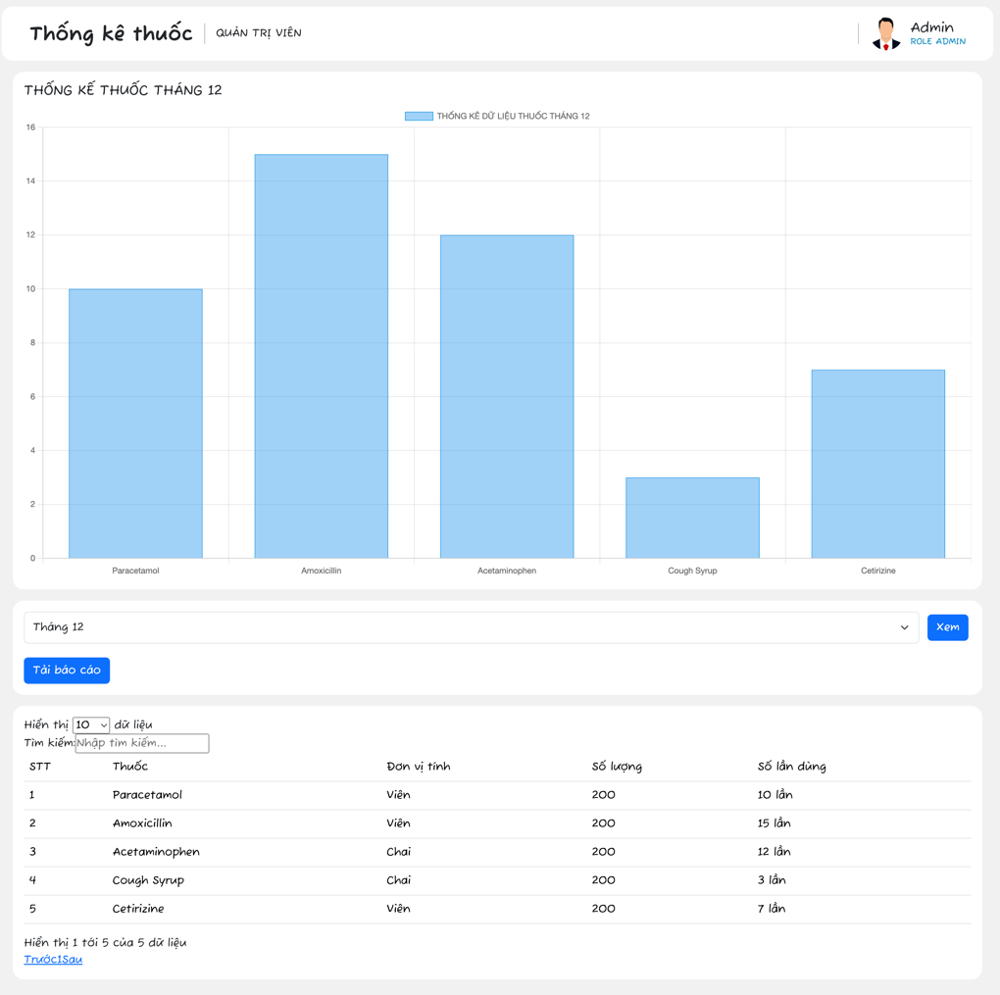 Thống kê thuốc QUẢN TRỊ VIÊN Admin
ROLE ADMIN
THỐNG KẾ THUỐC THÁNG 12
THỐNG KẾ DỮ LIỆU THUỐC THÁNG 12
16
14
12
10
8
6
4
2
0
Paracetamol Amoxicillin Acetaminophen Cough Syrup Cetirizine
Tháng 12 Xem
Tải báo cáo
Hiển thị 10 dữ liệu
Tìm kiếm: Nhập tìm kiếm...
STT Thuốc Đơn vị tính Số lượng Số lần dùng
1 Paracetamol Viên 200 10 lần
2 Amoxicillin Viên 200 15 lần
3 Acetaminophen Chai 200 12 lần
4 Cough Syrup Chai 200 3 lần
5 Cetirizine Viên 200 7 lần
Hiển thị 1 tới 5 của 5 dữ liệu
Trước1Sau